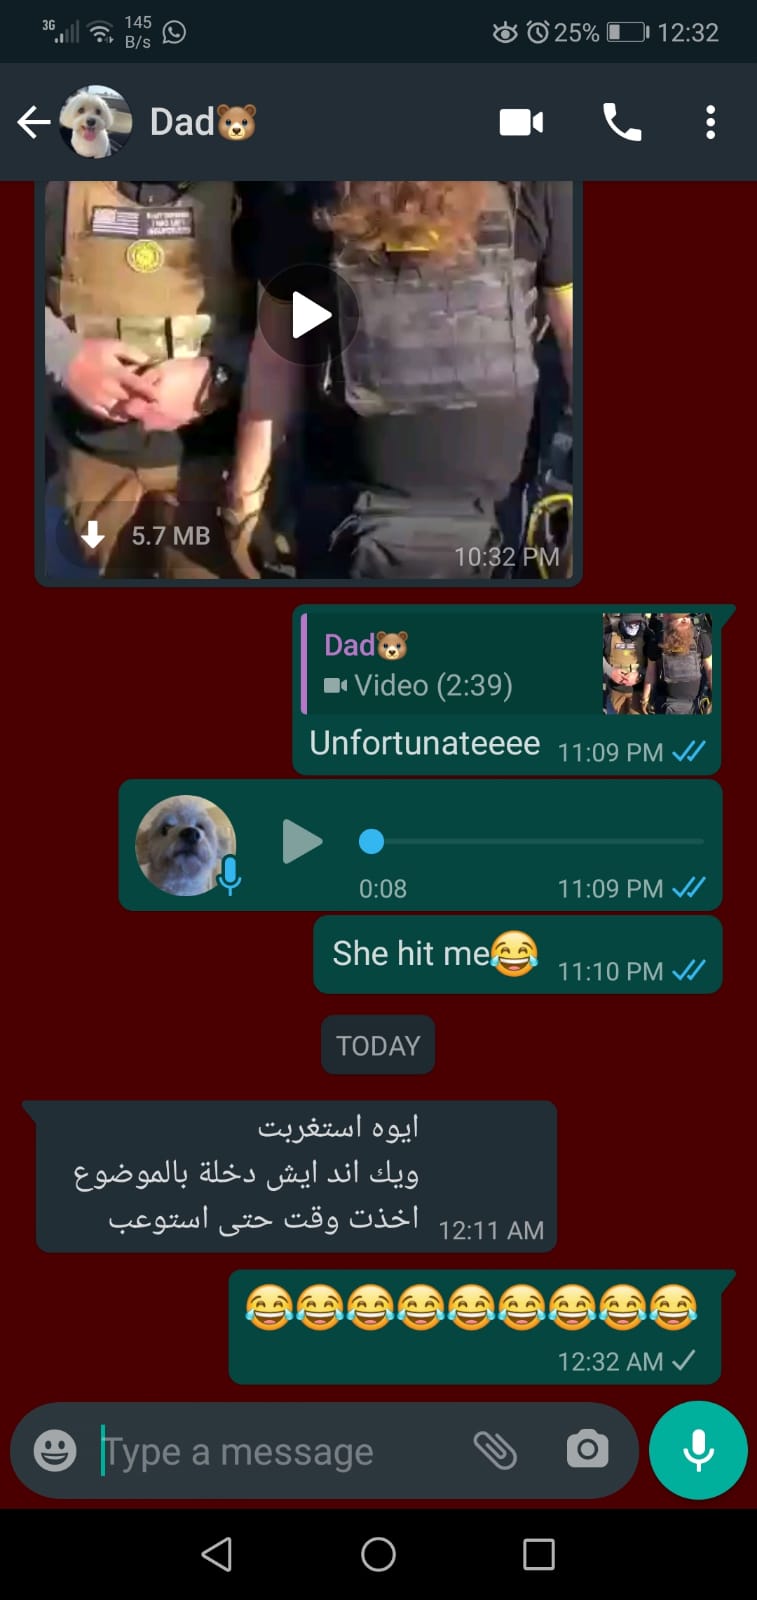 3G
145
B/s
25%
12:32
Dad🐻
5.7 MB
10:32 PM
Dad🐻
Video (2:39)
Unfortunateeee
11:09 PM
0:08
11:09 PM
She hit me😂
11:10 PM
TODAY
ايوه استغربت
ويك اند ايش دخلة بالموضوع
اخذت وقت حتى استوعب
12:11 AM
😂😂😂😂😂😂😂😂😂
12:32 AM
Type a message